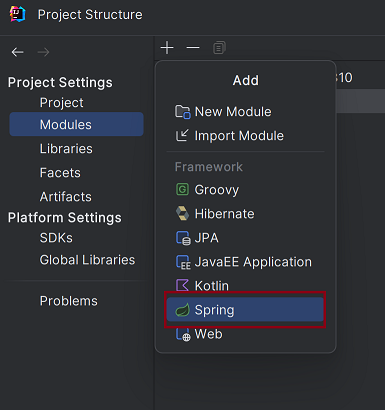 Project Structure
Project Settings
Project
Modules
Libraries
Facets
Artifacts
Platform Settings
SDKs
Global Libraries
Problems
Add
New Module
Import Module
Framework
Groovy
Hibernate
JPA
JavaEE Application
Kotlin
Spring
Web